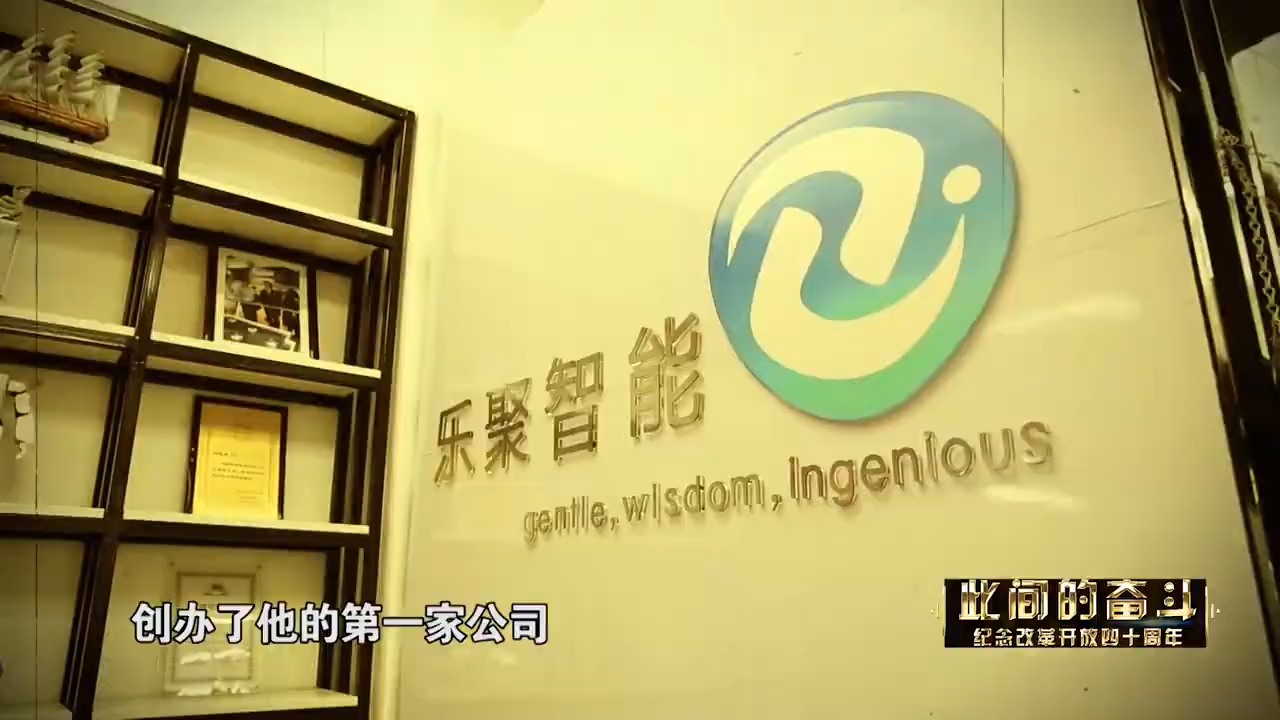 乐聚智能
gentle, wisdom, ingenious
创办了他的第一家公司
此间的奋斗
纪念改革开放四十周年